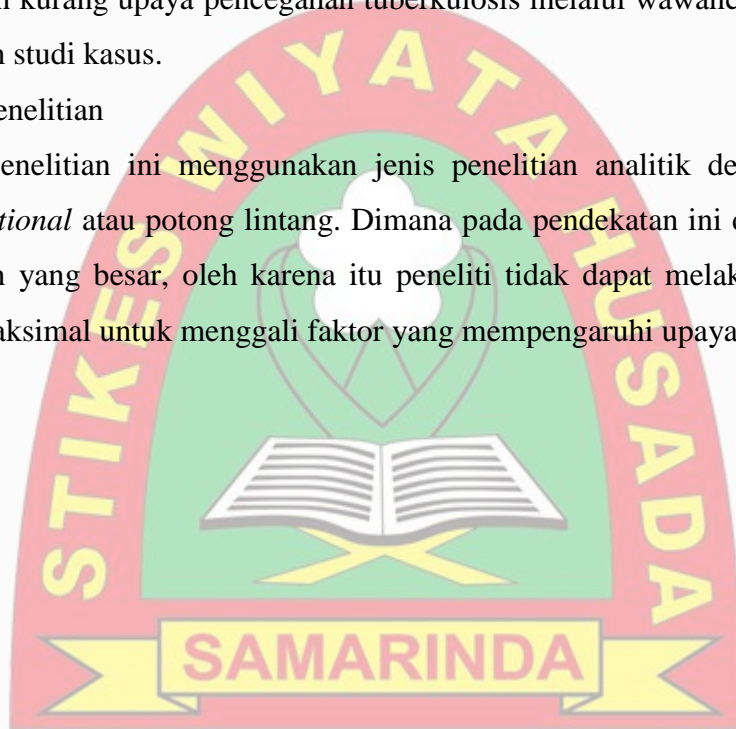 kurang upaya pencegahan tuberkulosis melalui
studi kasus.
enelitian
enelitian ini menggunakan jenis penelitian analitik de
tional atau potong lintang. Dimana pada pendekatan ini
yang besar, oleh karena itu peneliti tidak dapat melak
aksimal untuk menggali faktor yang mempengaruhi upaya
STIKES WIYATA HUSADA
SAMARINDA